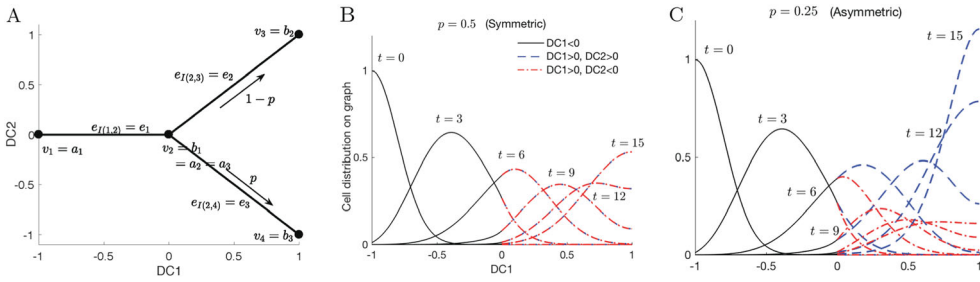 A
B
C
p = 0.5 (Symmetric)
p = 0.25 (Asymmetric)
DC2
1
0.5
0
-0.5
-1
-1
-0.5
0
0.5
1
DC1
v₃ = b₂
e_{I(2,3)} = e₂
1 − p
e_{I(1,2)} = e₁
v₁ = a₁
v₂ = b₁
= a₂ = a₃
p
e_{I(2,4)} = e₃
v₄ = b₃
Cell distribution on graph
1
0.5
0
-1
-0.5
0
0.5
1
DC1
DC1<0
DC1>0, DC2>0
DC1>0, DC2<0
t = 0
t = 3
t = 6
t = 9
t = 15
t = 12
1
0.5
0
-1
-0.5
0
0.5
1
t = 0
t = 3
t = 6
t = 9
t = 12
t = 15